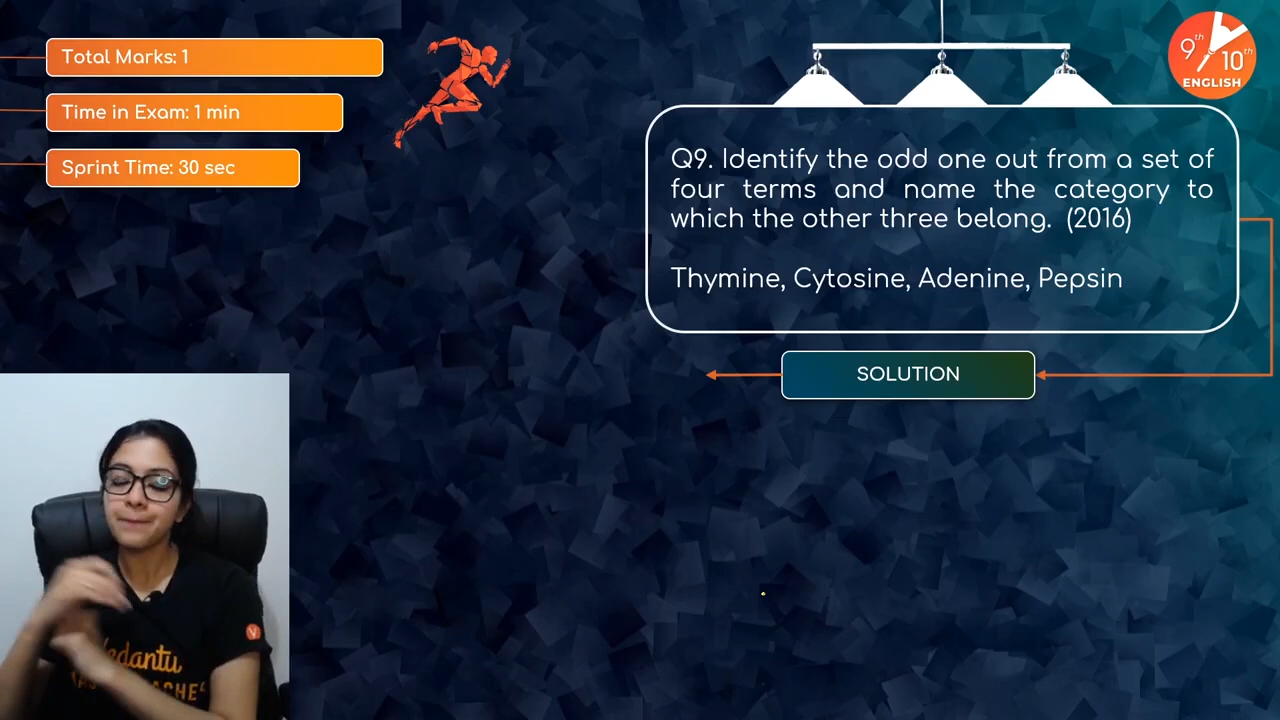 Total Marks: 1
Time in Exam: 1 min
Sprint Time: 30 sec
9th
10th
ENGLISH
Q9. Identify the odd one out from a set of
four terms and name the category to
which the other three belong. (2016)
Thymine, Cytosine, Adenine, Pepsin
SOLUTION
Vedantu